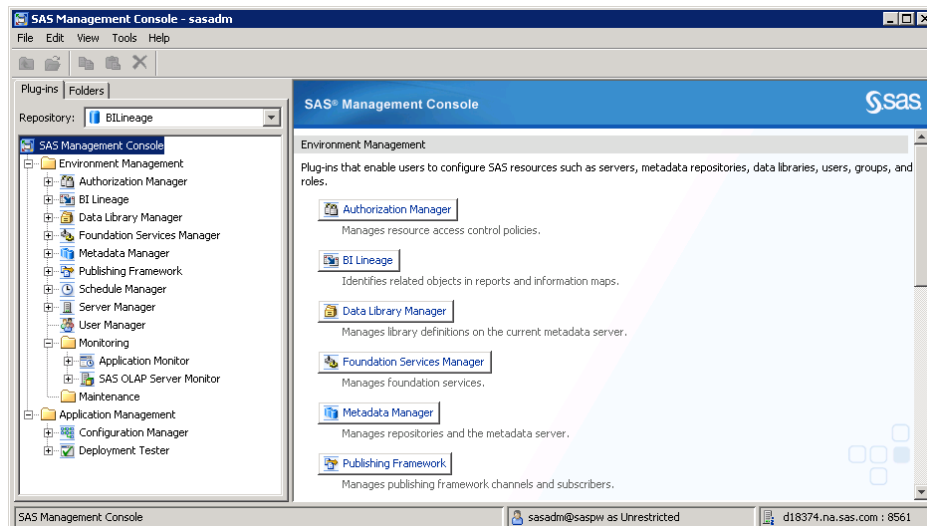 SAS Management Console - sasadm
File Edit View Tools Help
Plug-ins Folders
Repository: BILineage
SAS Management Console
Environment Management
Authorization Manager
BI Lineage
Data Library Manager
Foundation Services Manager
Metadata Manager
Publishing Framework
Schedule Manager
Server Manager
User Manager
Monitoring
Application Monitor
SAS OLAP Server Monitor
Maintenance
Application Management
Configuration Manager
Deployment Tester
SAS® Management Console
sas
Environment Management
Plug-ins that enable users to configure SAS resources such as servers, metadata repositories, data libraries, users, groups, and
roles.
Authorization Manager
Manages resource access control policies.
BI Lineage
Identifies related objects in reports and information maps.
Data Library Manager
Manages library definitions on the current metadata server.
Foundation Services Manager
Manages foundation services.
Metadata Manager
Manages repositories and the metadata server.
Publishing Framework
Manages publishing framework channels and subscribers.
SAS Management Console
sasadm@saspw as Unrestricted
d18374.na.sas.com : 8561